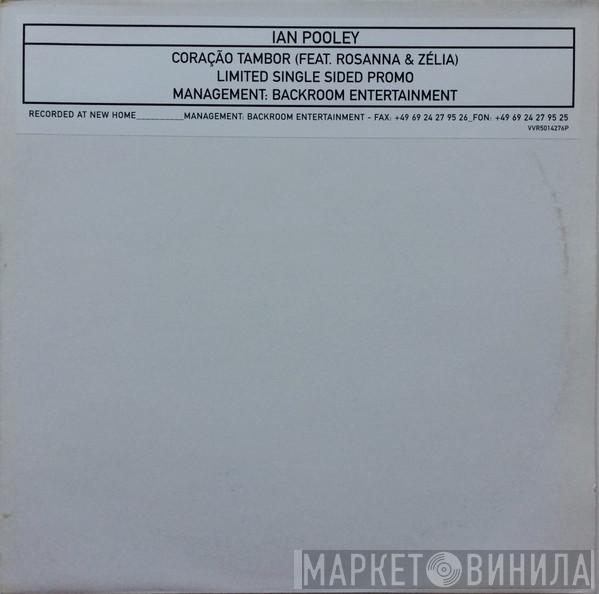 IAN POOLEY
CORAÇÃO TAMBOR (FEAT. ROSANNA & ZÉLIA)
LIMITED SINGLE SIDED PROMO
MANAGEMENT: BACKROOM ENTERTAINMENT
RECORDED AT NEW HOME__________MANAGEMENT: BACKROOM ENTERTAINMENT - FAX: +49 69 24 27 95 26_FON: +49 69 24 27 95 25
VVR5014276P
МАРКЕТ ВИНИЛА